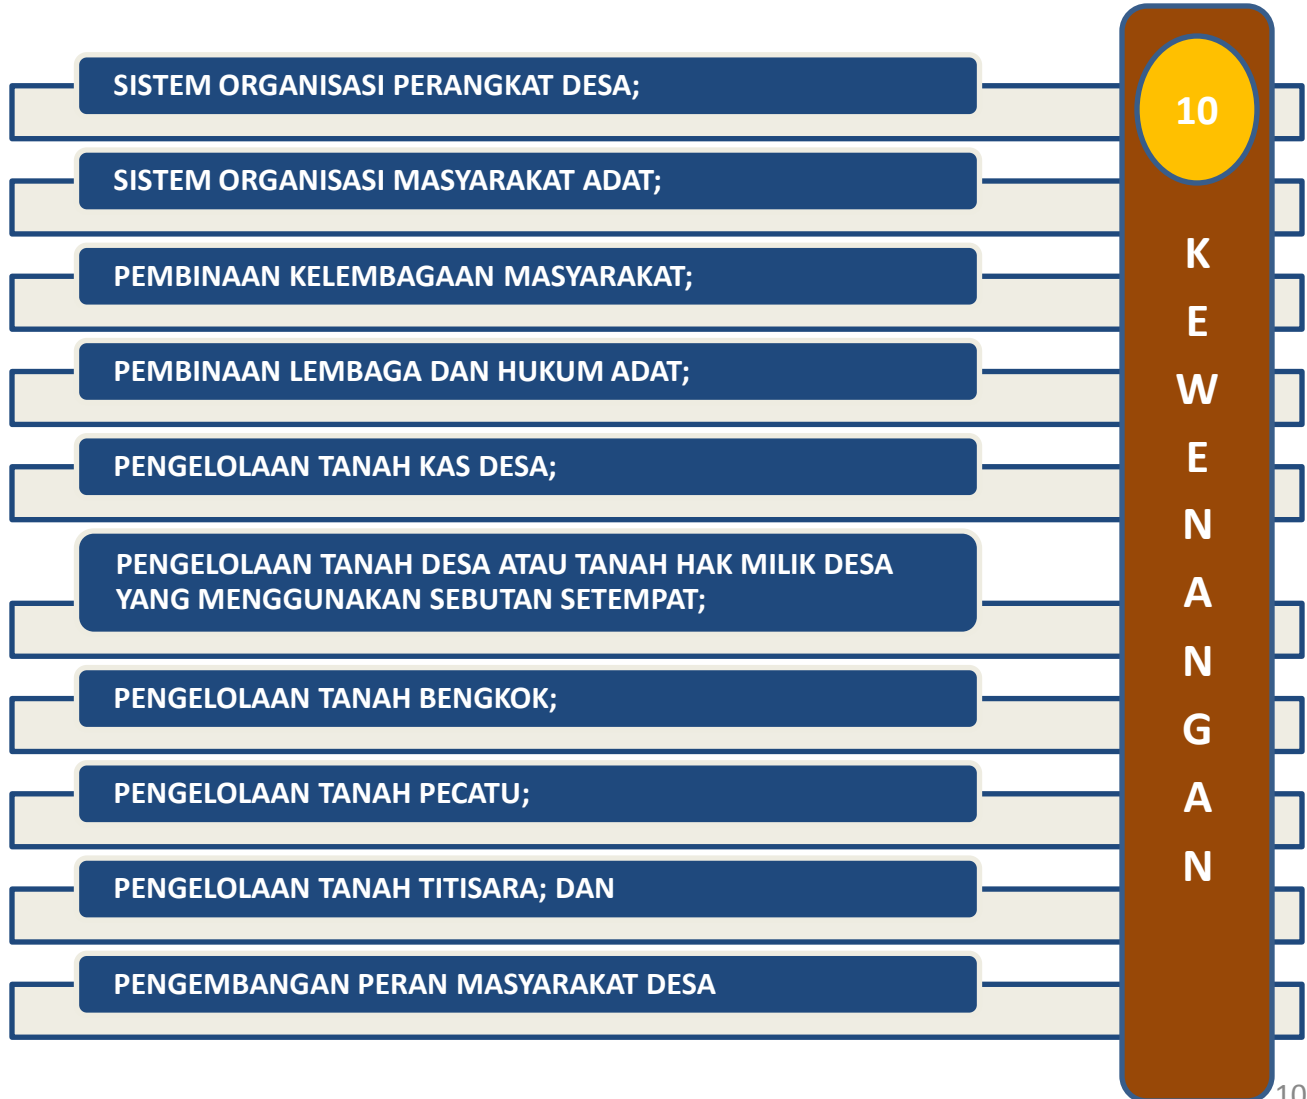 SISTEM ORGANISASI PERANGKAT DESA;
SISTEM ORGANISASI MASYARAKAT ADAT;
PEMBINAAN KELEMBAGAAN MASYARAKAT;
PEMBINAAN LEMBAGA DAN HUKUM ADAT;
PENGELOLAAN TANAH KAS DESA;
PENGELOLAAN TANAH DESA ATAU TANAH HAK MILIK DESA
YANG MENGGUNAKAN SEBUTAN SETEMPAT;
PENGELOLAAN TANAH BENGKOK;
PENGELOLAAN TANAH PECATU;
PENGELOLAAN TANAH TITISARA; DAN
PENGEMBANGAN PERAN MASYARAKAT DESA
10
K
E
W
E
N
A
N
G
A
N
10